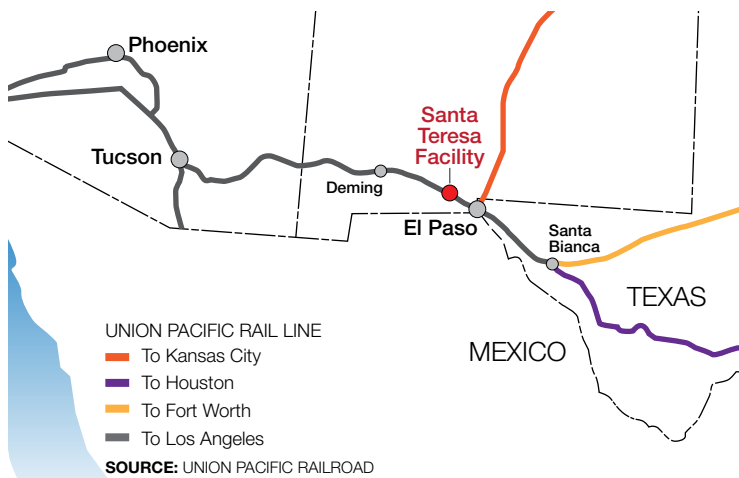 Phoenix
Santa
Teresa
Facility
Tucson
Deming
El Paso
Santa
Bianca
TEXAS
MEXICO
UNION PACIFIC RAIL LINE
To Kansas City
To Houston
To Fort Worth
To Los Angeles
SOURCE: UNION PACIFIC RAILROAD